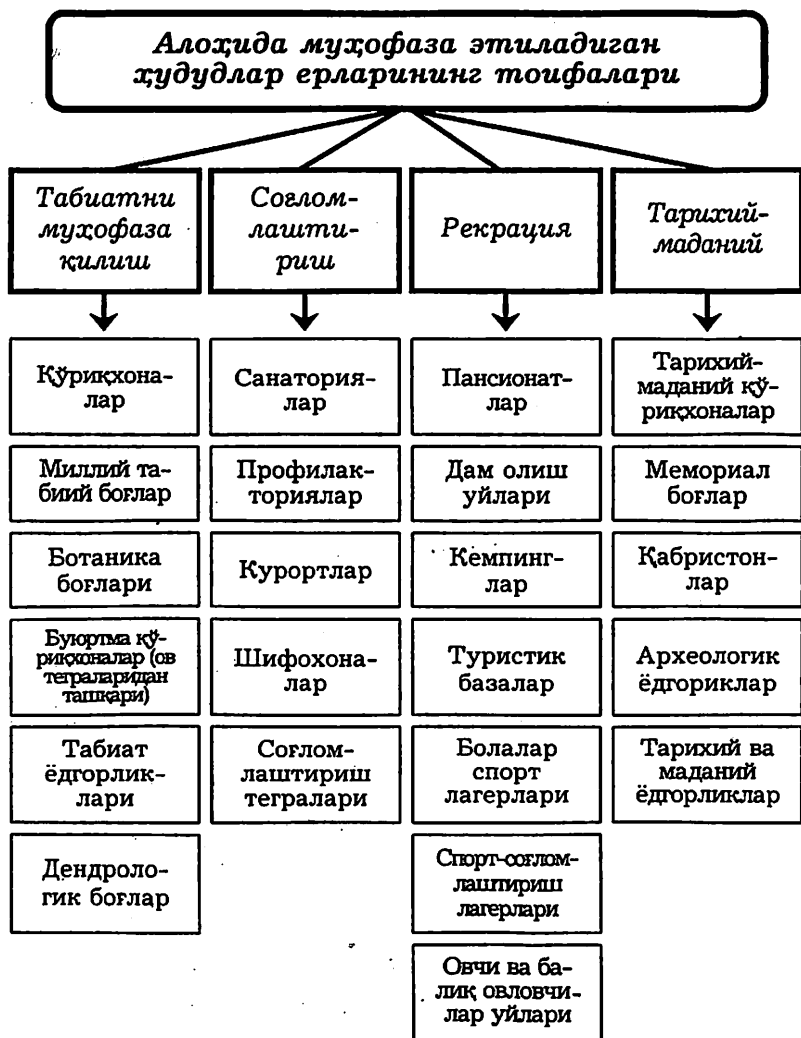 Алоҳида муҳофаза этиладиган
ҳудудлар ерларининг тоифалари
Табиатни
муҳофаза
қилиш
Соғлом-
лашти-
риш
Рекрация
Тарихий-
маданий
Қўриқхона-
лар
Миллий та-
биий боғлар
Ботаника
боғлари
Буюртма қў-
риқхоналар (ов
тегараларидан
ташқари)
Табиат
ёдгорлик-
лари
Дендроло-
гик боғлар
Санатория-
лар
Профилак-
ториялар
Курортлар
Шифохона-
лар
Соғлом-
лаштириш
тегралари
Пансионат-
лар
Дам олиш
уйлари
Кемпинг-
лар
Туристик
базалар
Болалар
спорт
лагерлари
Спорт-соғлом-
лаштириш
лагерлари
Овчи ва ба-
лиқ овловчи-
лар уйлари
Тарихий-
маданий қў-
риқхоналар
Мемориал
боғлар
Қабристон-
лар
Археологик
ёдгориклар
Тарихий ва
маданий
ёдгорликлар